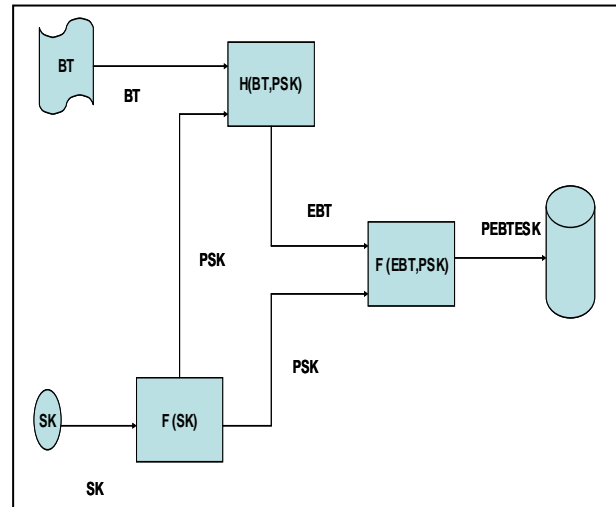 BT
BT
H(BT,PSK)
EBT
PSK
F (EBT,PSK)
PEBTESK
PSK
SK
F (SK)
SK